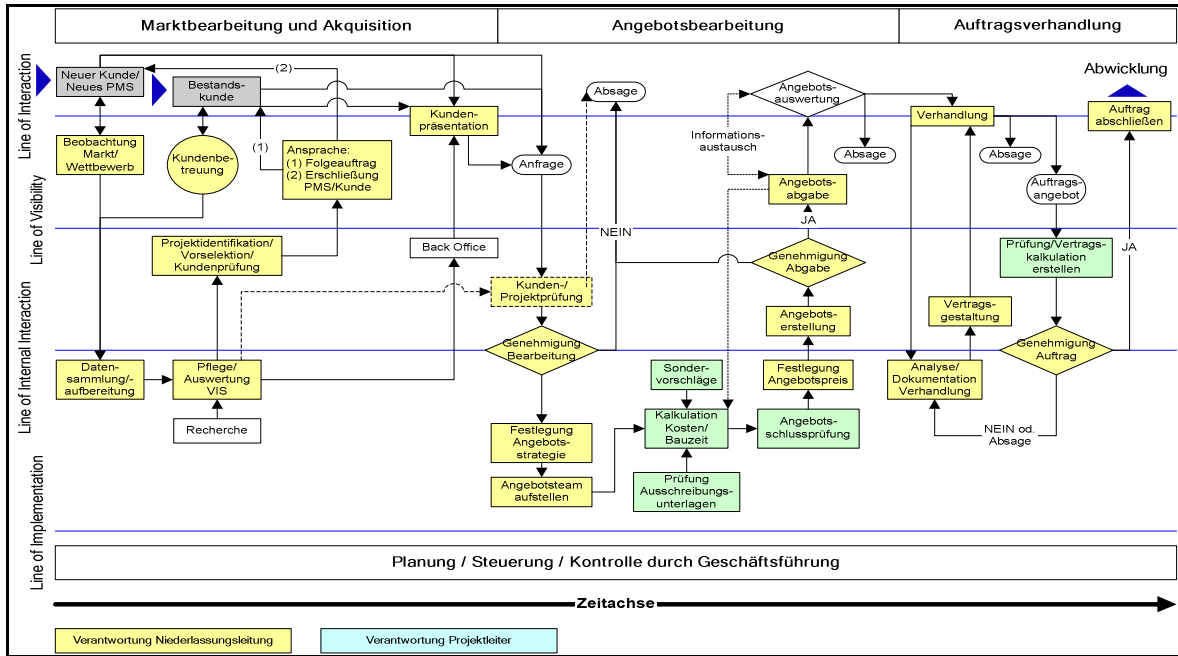 Marktbearbeitung und Akquisition
Angebotsbearbeitung
Auftragsverhandlung
Line of Interaction
Line of Visibility
Line of Internal Interaction
Line of Implementation
Neuer Kunde/
Neues PMS
(2)
Bestands-
kunde
Beobachtung
Markt/
Wettbewerb
Kundenbe-
treuung
(1)
Ansprache:
(1) Folgeauftrag
(2) Erschließung
PMS/Kunde
Kunden-
präsentation
Anfrage
Projektidentifikation/
Vorselektion/
Kundenprüfung
Back Office
Daten-
sammlung/-
aufbereitung
Pflege/
Auswertung
VIS
Recherche
Absage
Kunden-/
Projektprüfung
Genehmigung
Bearbeitung
NEIN
Festlegung
Angebots-
strategie
Angebotsteam
aufstellen
Sonder-
vorschläge
Kalkulation
Kosten/
Bauzeit
Prüfung
Ausschreibungs-
unterlagen
Informations-
austausch
Angebots-
auswertung
Absage
Angebots-
abgabe
JA
Genehmigung
Abgabe
Angebots-
erstellung
Festlegung
Angebotspreis
Angebots-
schlussprüfung
Verhandlung
Absage
Auftrags-
angebot
Prüfung/Vertrags-
kalkulation
erstellen
Vertrags-
gestaltung
Genehmigung
Auftrag
Analyse/
Dokumentation
Verhandlung
NEIN od.
Absage
JA
Abwicklung
Auftrag
abschließen
Planung / Steuerung / Kontrolle durch Geschäftsführung
Zeitachse
Verantwortung Niederlassungsleitung
Verantwortung Projektleiter